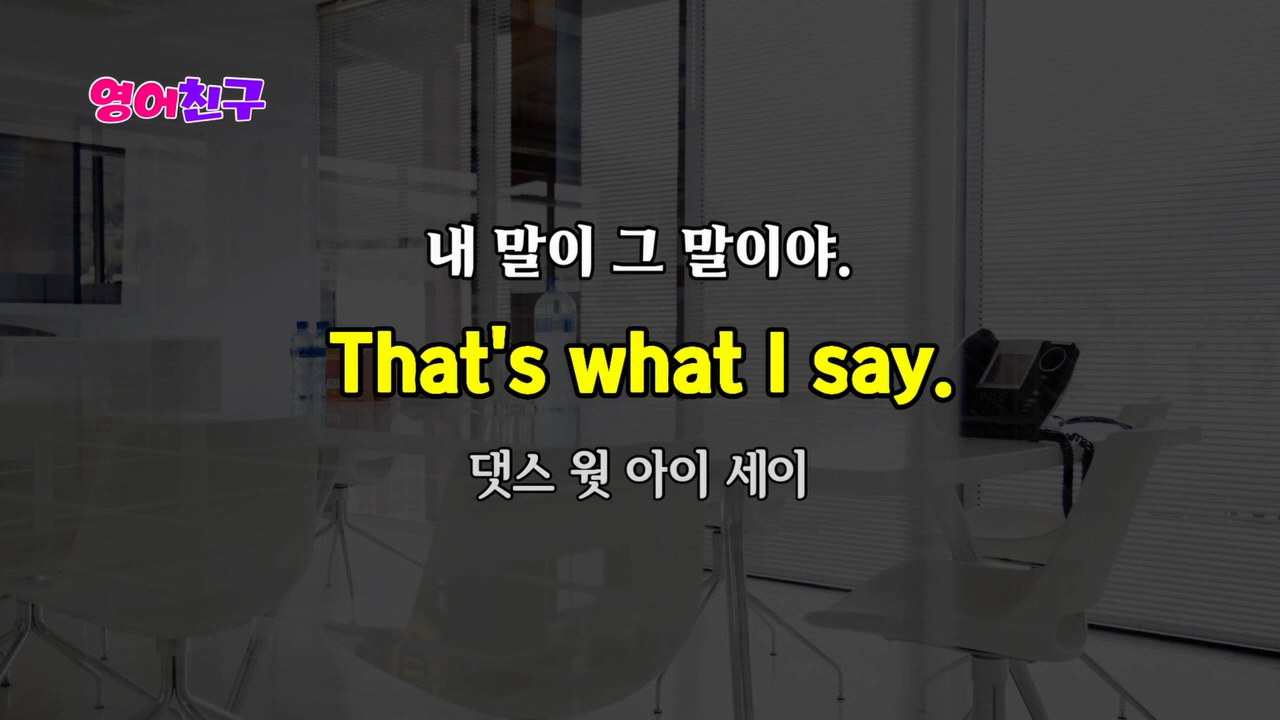 영어친구
내 말이 그 말이야.
That's what I say.
댓스 웟 아이 세이